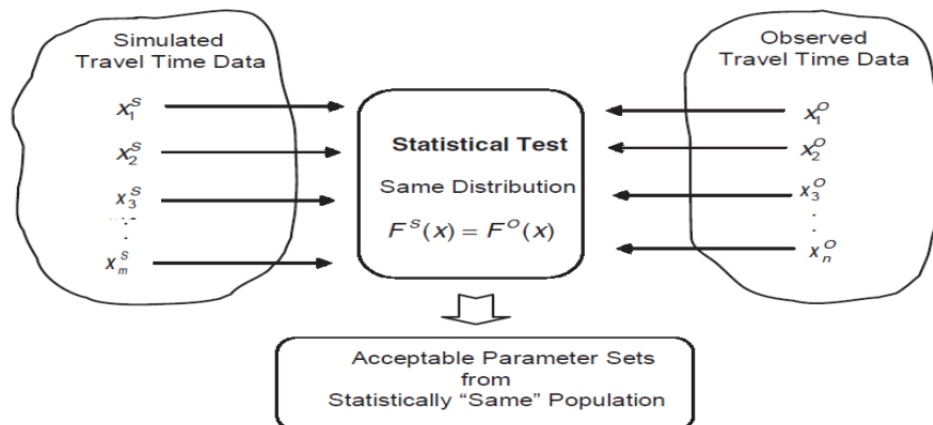 Simulated
Travel Time Data
x₁ˢ
x₂ˢ
x₃ˢ
xₘˢ
Statistical Test
Same Distribution
Fˢ(x) = Fᴼ(x)
Observed
Travel Time Data
x₁ᴼ
x₂ᴼ
x₃ᴼ
xₙᴼ
Acceptable Parameter Sets
from
Statistically “Same” Population